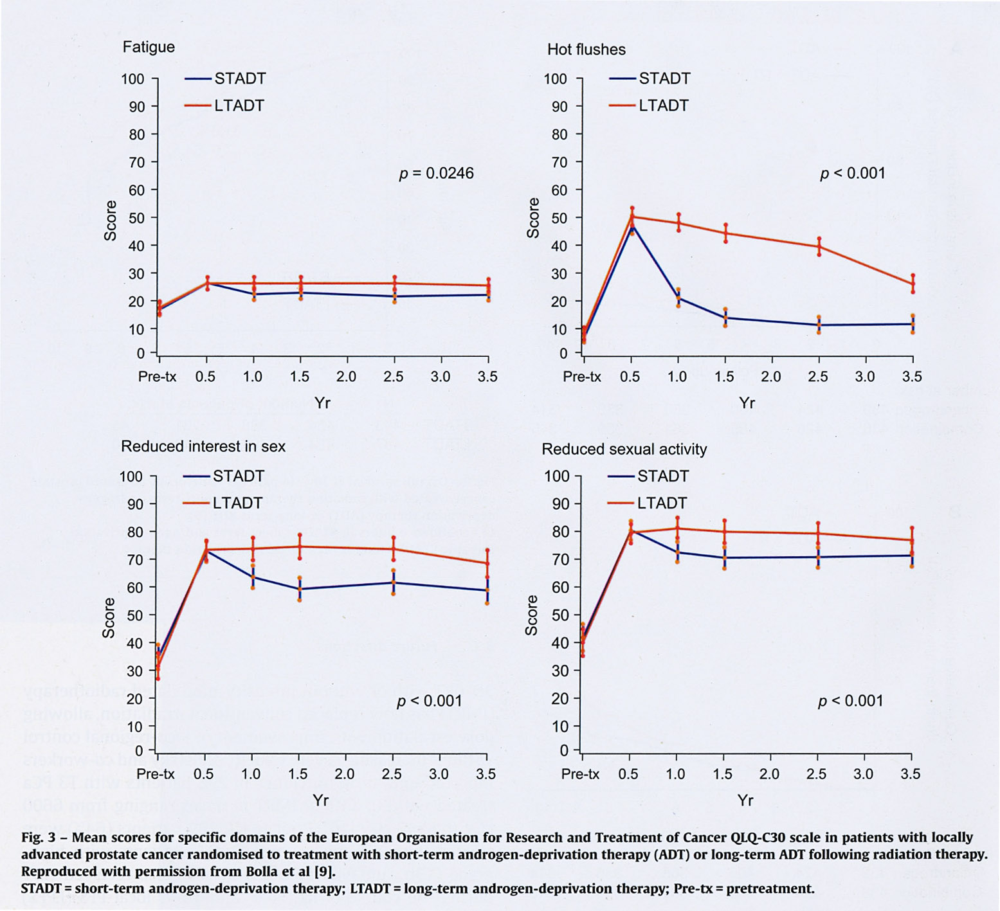 Fatigue
STADT
LTADT
100
90
80
70
60
50
40
30
20
10
0
Score
p = 0.0246
Pre-tx 0.5 1.0 1.5 2.0 2.5 3.0 3.5
Yr
Hot flushes
STADT
LTADT
100
90
80
70
60
50
40
30
20
10
0
Score
p < 0.001
Pre-tx 0.5 1.0 1.5 2.0 2.5 3.0 3.5
Yr
Reduced interest in sex
STADT
LTADT
100
90
80
70
60
50
40
30
20
10
0
Score
p < 0.001
Pre-tx 0.5 1.0 1.5 2.0 2.5 3.0 3.5
Yr
Reduced sexual activity
STADT
LTADT
100
90
80
70
60
50
40
30
20
10
0
Score
p < 0.001
Pre-tx 0.5 1.0 1.5 2.0 2.5 3.0 3.5
Yr
Fig. 3 – Mean scores for specific domains of the European Organisation for Research and Treatment of Cancer QLQ-C30 scale in patients with locally
advanced prostate cancer randomised to treatment with short-term androgen-deprivation therapy (ADT) or long-term ADT following radiation therapy.
Reproduced with permission from Bolla et al [9].
STADT = short-term androgen-deprivation therapy; LTADT = long-term androgen-deprivation therapy; Pre-tx = pretreatment.